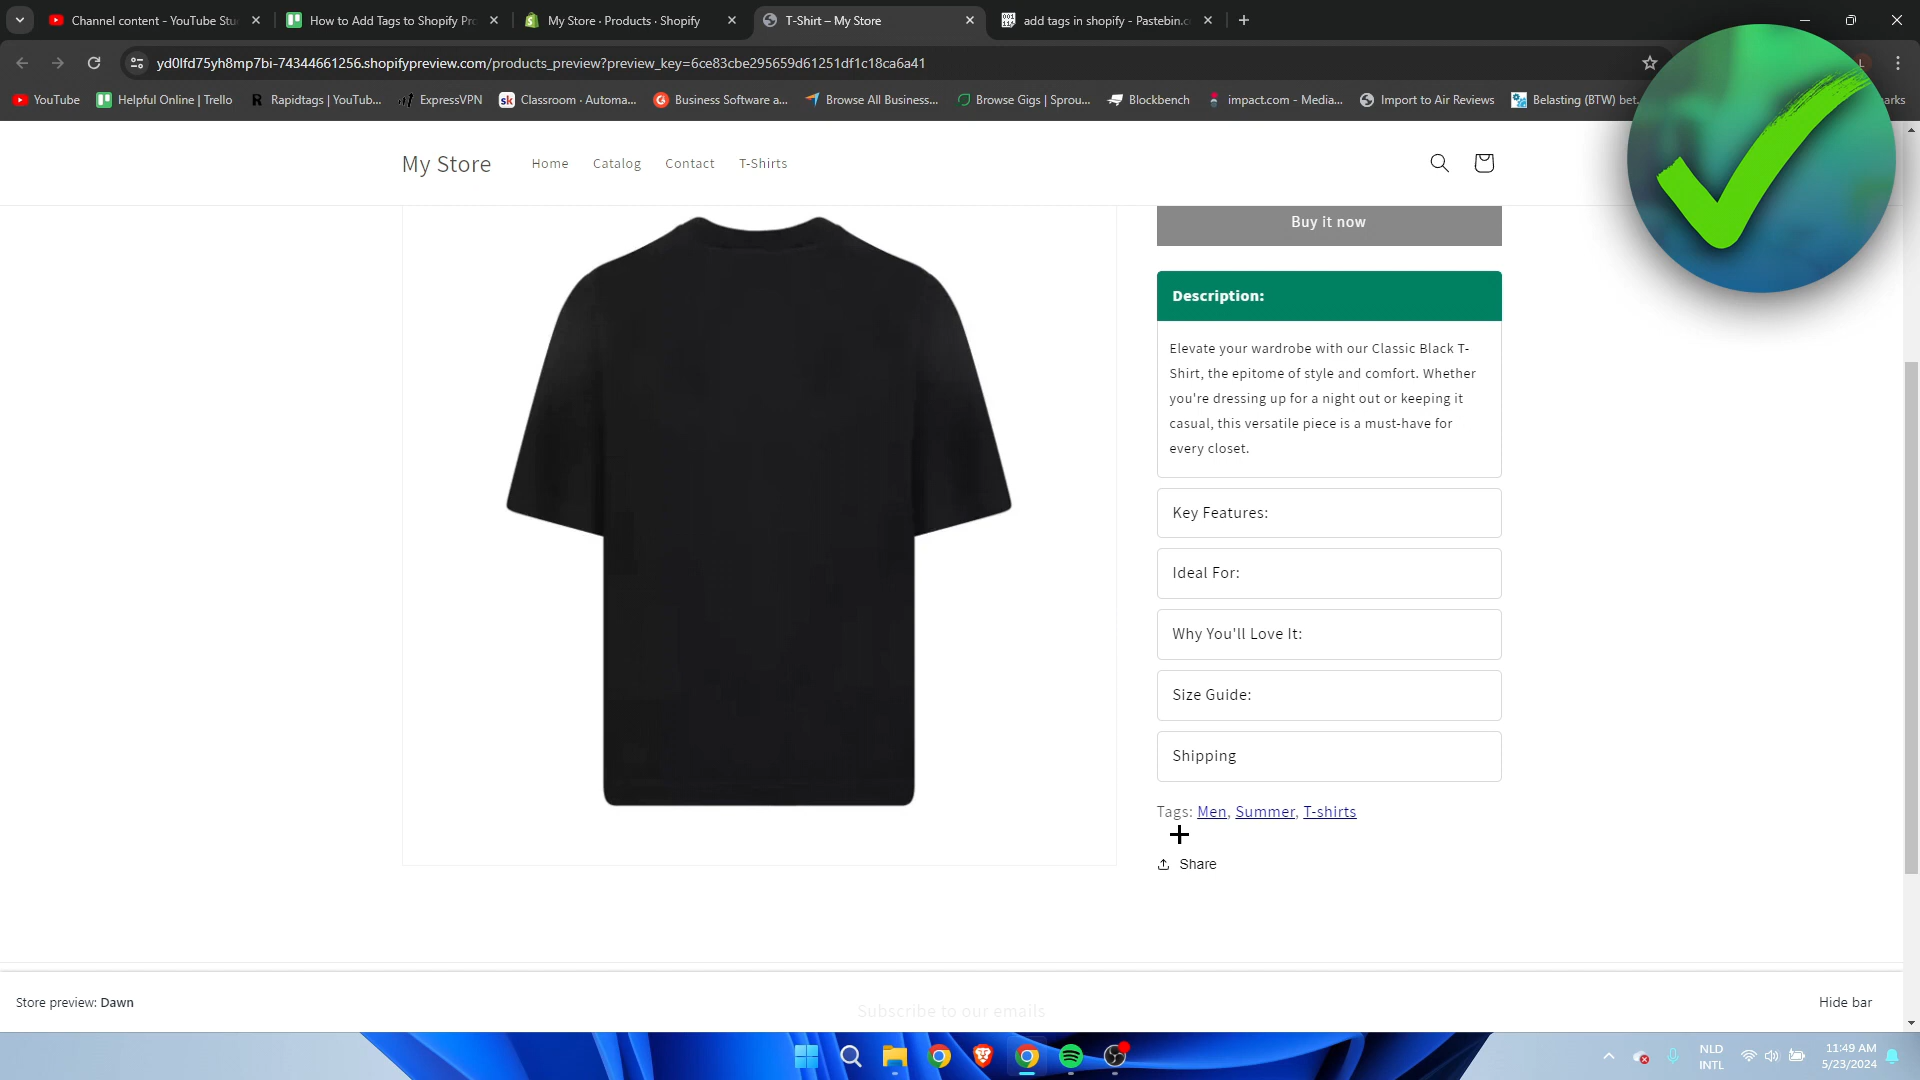 Channel content - YouTube Stu
How to Add Tags to Shopify Pr
My Store · Products · Shopify
T-Shirt – My Store
add tags in shopify - Pastebin.c
yd0lfd75yh8mp7bi-74344661256.shopifypreview.com/products_preview?preview_key=6ce83cbe295659d61251df1c18ca6a41
YouTube
Helpful Online | Trello
Rapidtags | YouTub...
ExpressVPN
Classroom · Automa...
Business Software a...
Browse All Business...
Browse Gigs | Sprou...
Blockbench
impact.com - Media...
Import to Air Reviews
Belasting (BTW) bet
arks
My Store
Home
Catalog
Contact
T-Shirts
Buy it now
Description:
Elevate your wardrobe with our Classic Black T-
Shirt, the epitome of style and comfort. Whether
you're dressing up for a night out or keeping it
casual, this versatile piece is a must-have for
every closet.
Key Features:
Ideal For:
Why You'll Love It:
Size Guide:
Shipping
Tags: Men, Summer, T-shirts
Share
Store preview: Dawn
Subscribe to our emails
Hide bar
NLD
INTL
11:49 AM
5/23/2024